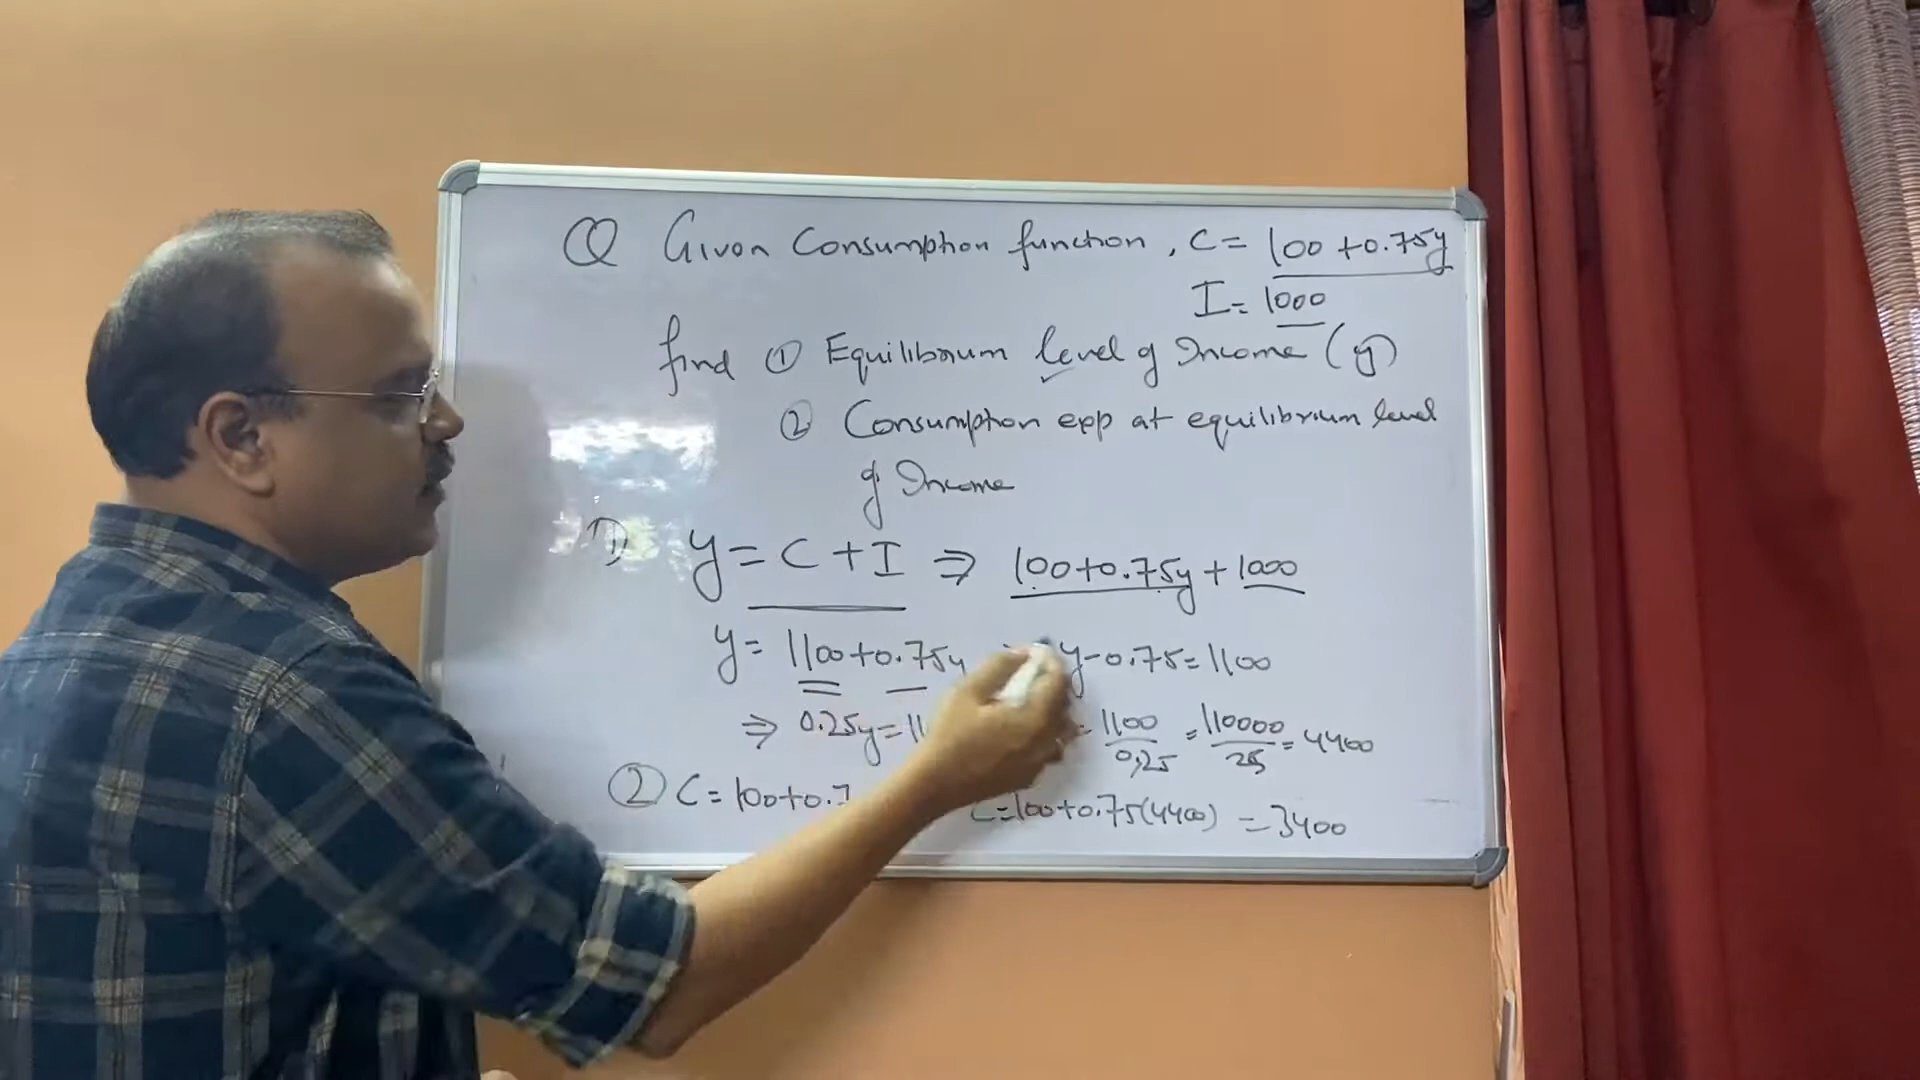 Q Given Consumption function, C = 100 + 0.75y
I = 1000
find ① Equilibrium level of Income (y)
② Consumption exp at equilibrium level
of Income
1) y = C + I ⇒ 100+0.75y + 1000
y = 1100+0.75y y-0.75=1100
⇒ 0.25y=11 = 1100/0.25 = 110000/25 = 4400
② C = 100+0.7 C=100+0.75(4400) = 3400